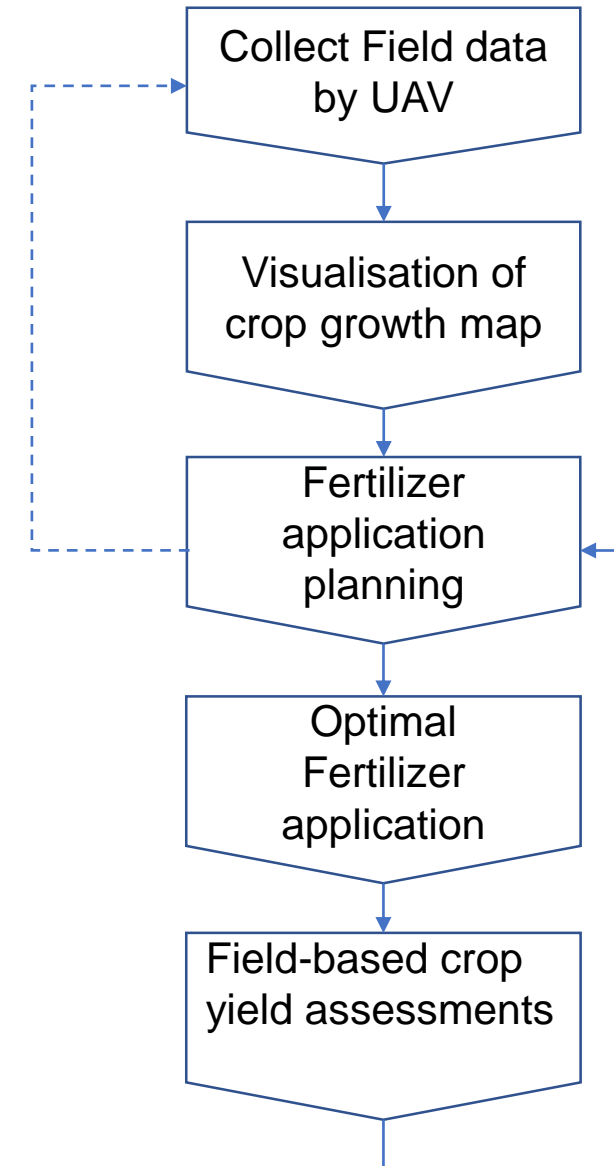 Collect Field data
by UAV
Visualisation of
crop growth map
Fertilizer
application
planning
Optimal
Fertilizer
application
Field-based crop
yield assessments